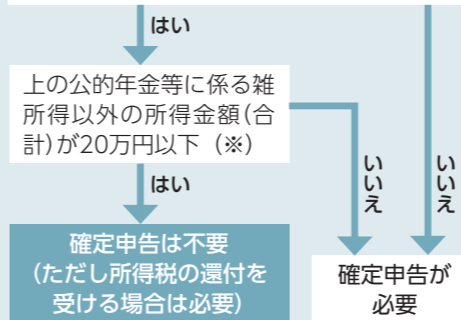 はい
上の公的年金等に係る雑
所得以外の所得金額(合
計)が20万円以下（※）
はい
いいえ
いいえ
確定申告は不要
（ただし所得税の還付を
受ける場合は必要）
確定申告が
必要